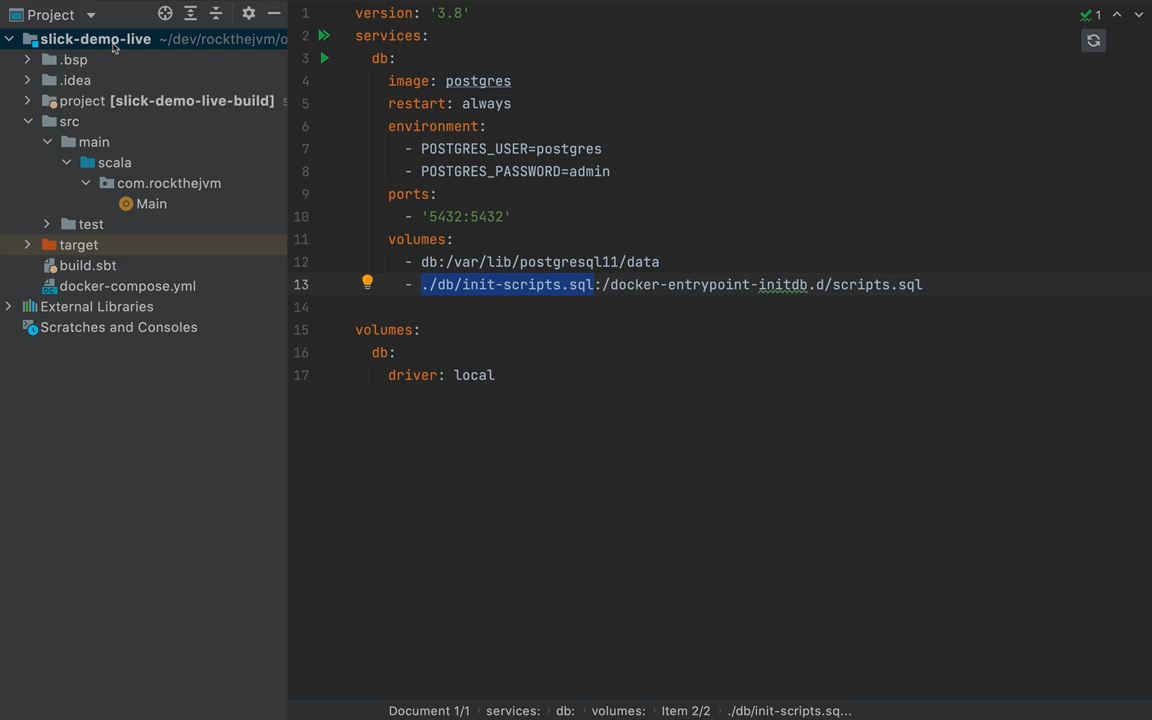 Project
slick-demo-live ~/dev/rockthejvm/o
.bsp
.idea
project [slick-demo-live-build] s
src
main
scala
com.rockthejvm
Main
test
target
build.sbt
docker-compose.yml
External Libraries
Scratches and Consoles
1 version: '3.8'
2 services:
3 db:
4 image: postgres
5 restart: always
6 environment:
7 - POSTGRES_USER=postgres
8 - POSTGRES_PASSWORD=admin
9 ports:
10 - '5432:5432'
11 volumes:
12 - db:/var/lib/postgresql11/data
13 - ./db/init-scripts.sql:/docker-entrypoint-initdb.d/scripts.sql
14
15 volumes:
16 db:
17 driver: local
1
Document 1/1 › services: › db: › volumes: › Item 2/2 › ./db/init-scripts.sq...